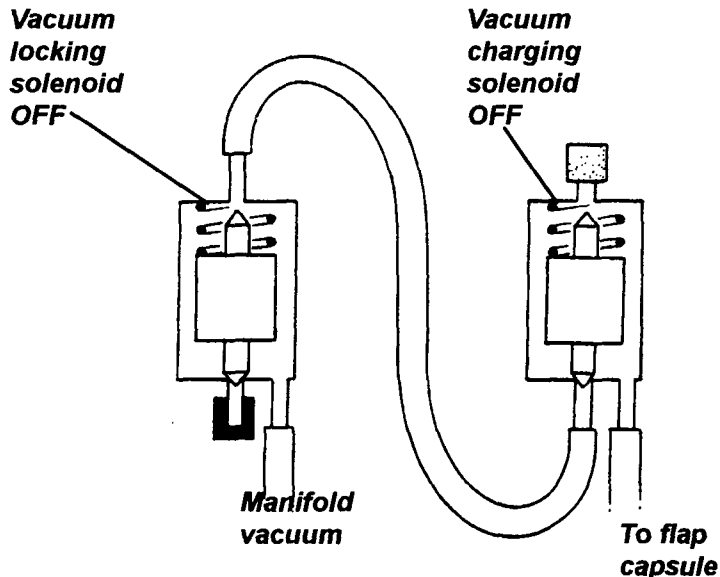 Vacuum
locking
solenoid
OFF
Vacuum
charging
solenoid
OFF
Manifold
vacuum
To flap
capsule